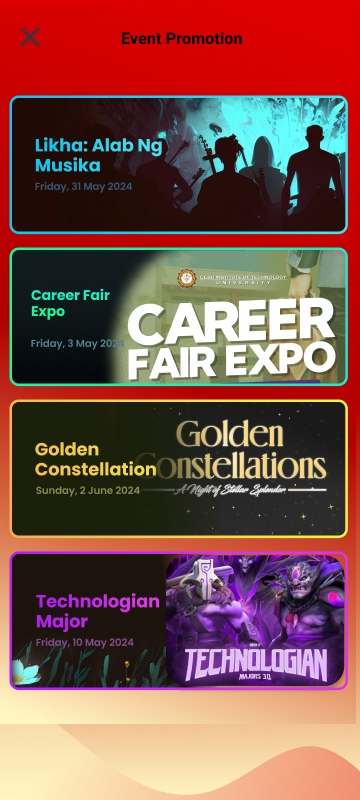 Event Promotion
Likha: Alab Ng
Musika
Friday, 31 May 2024
Career Fair
Expo
Friday, 3 May 2024
CEBU INSTITUTE OF TECHNOLOGY
UNIVERSITY
CAREER
FAIR EXPO
Golden
Constellation
Sunday, 2 June 2024
Golden
Constellations
A Night of Stellar Splendor
Technologian
Major
Friday, 10 May 2024
TECHNOLOGIAN
MAJORS 3.0